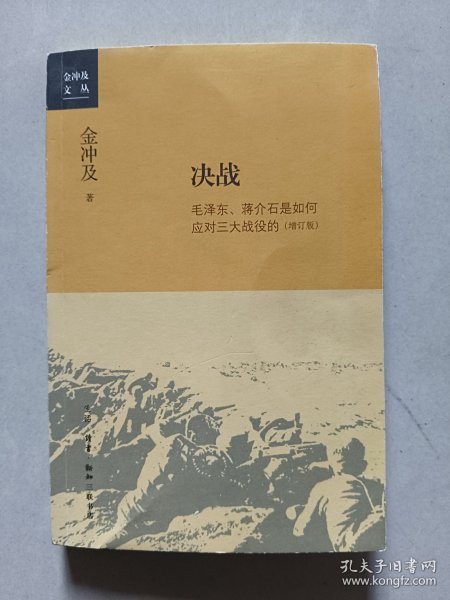 金冲及
文丛
金冲及
著
决战
毛泽东、蒋介石是如何
应对三大战役的（增订版）
生活·读书·新知三联书店
孔夫子旧书网
www.kongfz.com